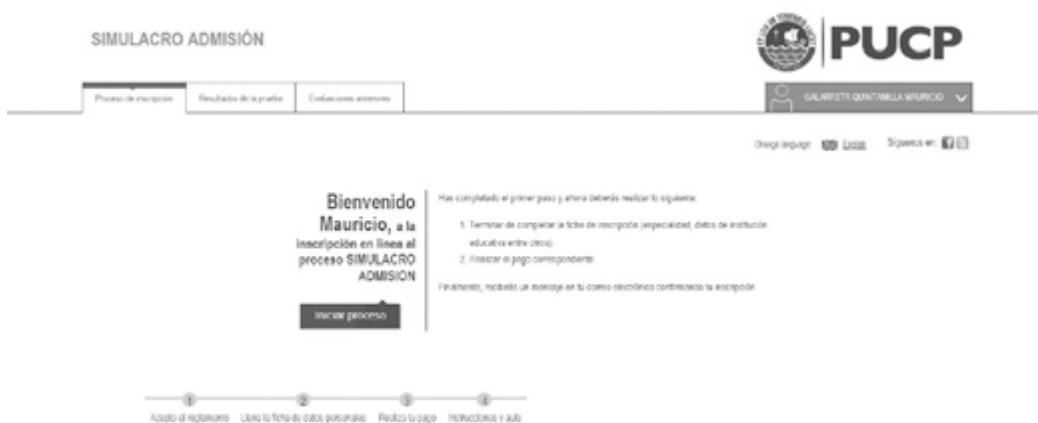 SIMULACRO ADMISIÓN
PUCP
Proceso de inscripción
Resultados de la prueba
Evaluaciones anteriores
GALARRETA QUINTANILLA MAURICIO
Change language: English
Síguenos en:
Bienvenido
Mauricio, a la
inscripción en línea al
proceso SIMULACRO
ADMISION
Iniciar proceso
Has completado el primer paso y ahora deberás realizar lo siguiente:
1. Terminar de completar la ficha de inscripción (especialidad, datos de institución
educativa entre otros).
2. Realizar el pago correspondiente.
Finalmente, recibirás un mensaje en tu correo electrónico confirmando tu inscripción.
1 2 3 4
Acepta el reglamento
Llena la ficha de datos personales
Realiza tu pago
Instrucciones y aula